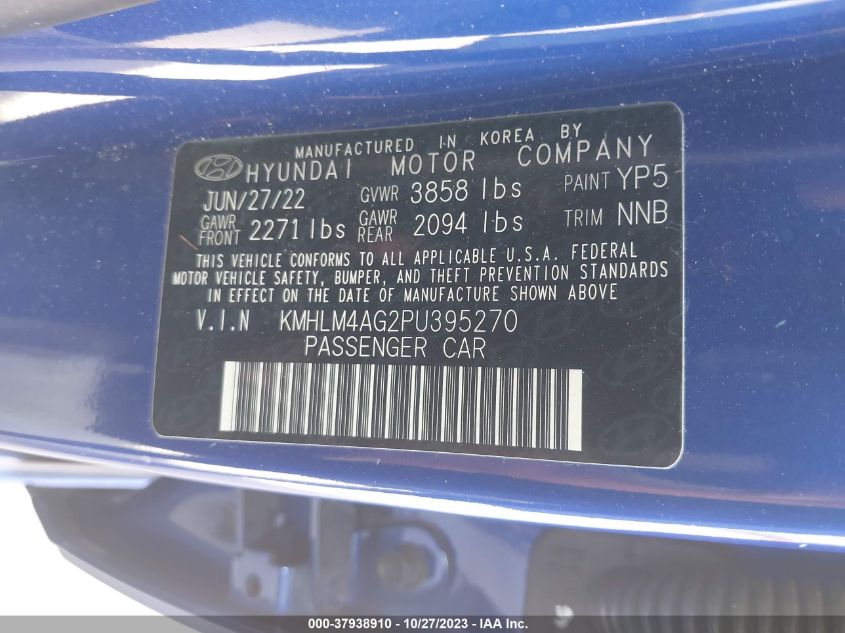 MANUFACTURED IN KOREA BY
HYUNDAI MOTOR COMPANY
JUN/27/22 GVWR 3858 lbs PAINT YP5
GAWR FRONT 2271 lbs GAWR REAR 2094 lbs TRIM NNB
THIS VEHICLE CONFORMS TO ALL APPLICABLE U.S.A. FEDERAL
MOTOR VEHICLE SAFETY, BUMPER, AND THEFT PREVENTION STANDARDS
IN EFFECT ON THE DATE OF MANUFACTURE SHOWN ABOVE
V.I.N KMHLM4AG2PU395270
PASSENGER CAR
000-37938910 - 10/27/2023 - IAA Inc.